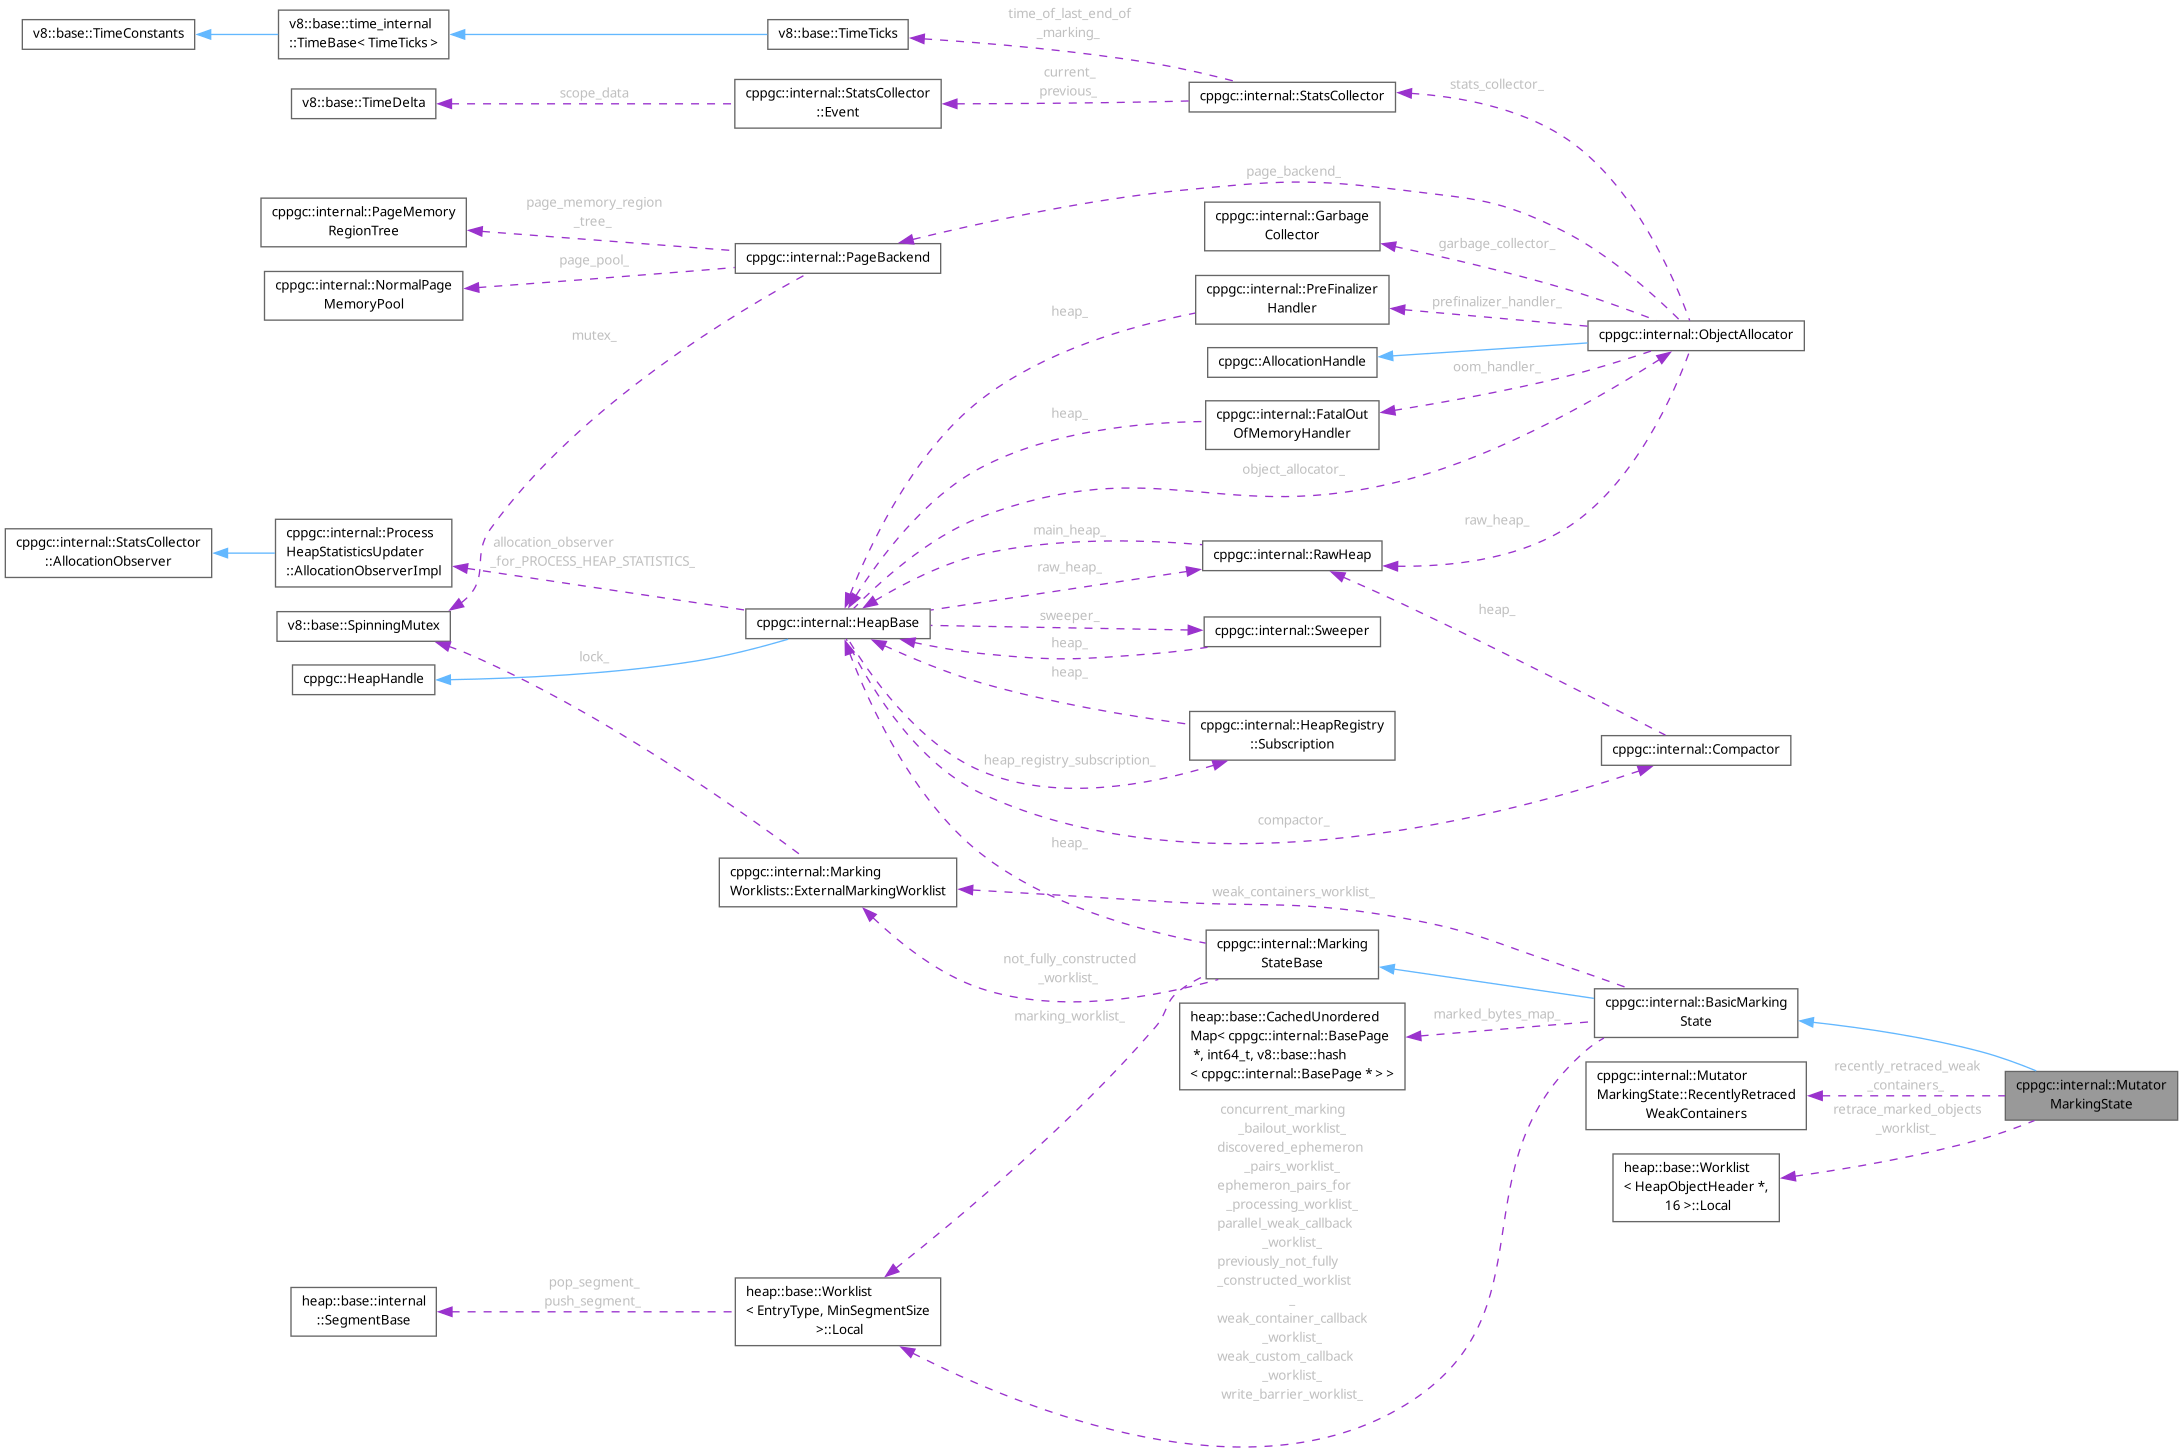 v8::base::TimeConstants
v8::base::time_internal
::TimeBase< TimeTicks >
v8::base::TimeTicks
time_of_last_end_of
_marking_
v8::base::TimeDelta
scope_data
cppgc::internal::StatsCollector
::Event
current_
previous_
cppgc::internal::StatsCollector
stats_collector_
cppgc::internal::PageMemory
RegionTree
page_memory_region
_tree_
cppgc::internal::NormalPage
MemoryPool
page_pool_
cppgc::internal::PageBackend
page_backend_
cppgc::internal::Garbage
Collector
garbage_collector_
cppgc::internal::PreFinalizer
Handler
prefinalizer_handler_
cppgc::internal::ObjectAllocator
cppgc::AllocationHandle
heap_
mutex_
cppgc::internal::FatalOut
OfMemoryHandler
oom_handler_
heap_
object_allocator_
raw_heap_
cppgc::internal::StatsCollector
::AllocationObserver
cppgc::internal::Process
HeapStatisticsUpdater
::AllocationObserverImpl
allocation_observer
_for_PROCESS_HEAP_STATISTICS_
main_heap_
raw_heap_
cppgc::internal::RawHeap
v8::base::SpinningMutex
cppgc::internal::HeapBase
sweeper_
heap_
cppgc::internal::Sweeper
heap_
cppgc::HeapHandle
lock_
heap_
cppgc::internal::HeapRegistry
::Subscription
heap_registry_subscription_
cppgc::internal::Compactor
compactor_
heap_
cppgc::internal::Marking
Worklists::ExternalMarkingWorklist
weak_containers_worklist_
cppgc::internal::Marking
StateBase
not_fully_constructed
_worklist_
marking_worklist_
cppgc::internal::BasicMarking
State
heap::base::CachedUnordered
Map< cppgc::internal::BasePage
*, int64_t, v8::base::hash
< cppgc::internal::BasePage * > >
marked_bytes_map_
cppgc::internal::Mutator
MarkingState::RecentlyRetraced
WeakContainers
recently_retraced_weak
_containers_
cppgc::internal::Mutator
MarkingState
retrace_marked_objects
_worklist_
heap::base::Worklist
< HeapObjectHeader *,
16 >::Local
concurrent_marking
_bailout_worklist_
discovered_ephemeron
_pairs_worklist_
ephemeron_pairs_for
_processing_worklist_
parallel_weak_callback
_worklist_
previously_not_fully
_constructed_worklist
_
weak_container_callback
_worklist_
weak_custom_callback
_worklist_
write_barrier_worklist_
heap::base::internal
::SegmentBase
pop_segment_
push_segment_
heap::base::Worklist
< EntryType, MinSegmentSize
>::Local